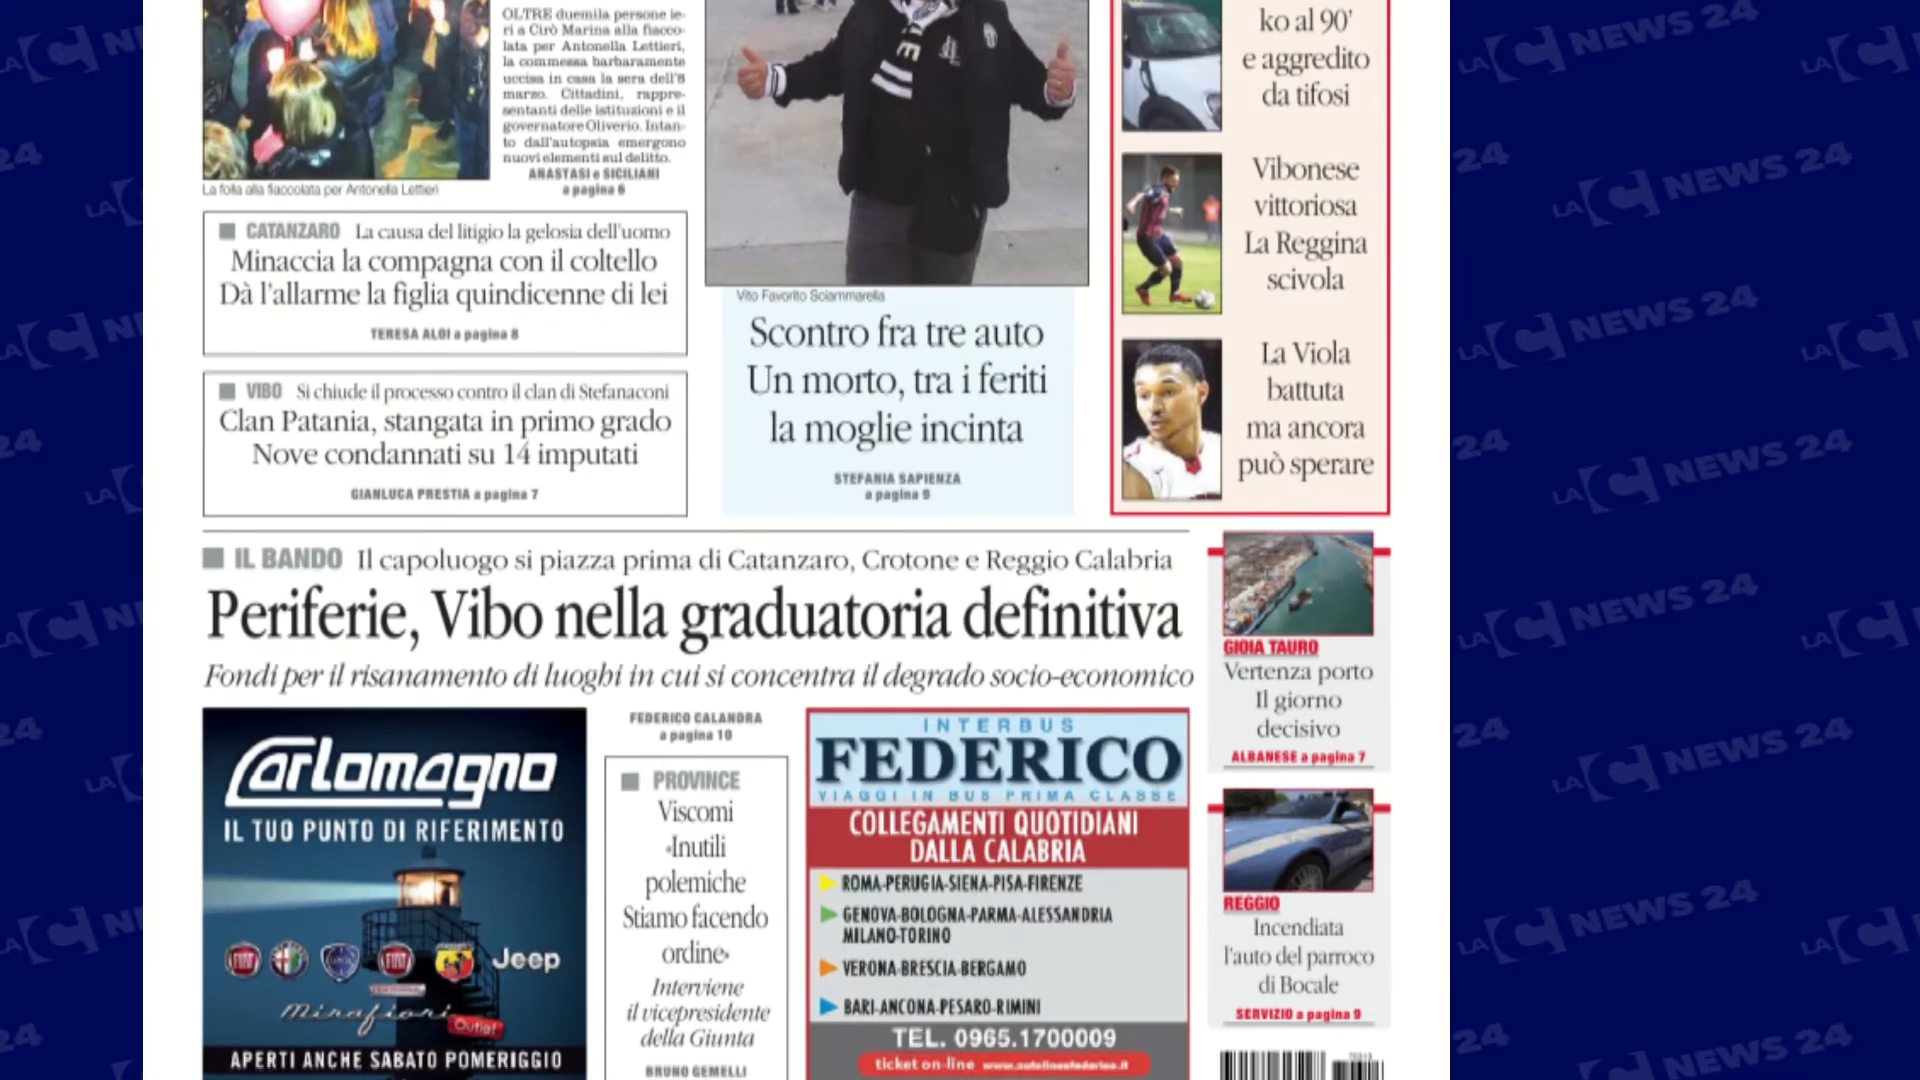 OLTRE duemila persone ie-
ri a Cirò Marina alla fiacco-
lata per Antonella Lettieri,
la commessa barbaramente
uccisa in casa la sera dell'8
marzo. Cittadini, rappre-
sentanti delle istituzioni e il
governatore Oliverio. Intan-
to dall'autopsia emergono
nuovi elementi sul delitto.
ANASTASI e SICILIANI
a pagina 6
La folla alla fiaccolata per Antonella Lettieri
CATANZARO La causa del litigio la gelosia dell'uomo
Minaccia la compagna con il coltello
Dà l'allarme la figlia quindicenne di lei
TERESA ALOI a pagina 8
VIBO Si chiude il processo contro il clan di Stefanaconi
Clan Patania, stangata in primo grado
Nove condannati su 14 imputati
GIANLUCA PRESTIA a pagina 7
Vito Favorito Sciammarella
Scontro fra tre auto
Un morto, tra i feriti
la moglie incinta
STEFANIA SAPIENZA
a pagina 9
ko al 90'
e aggredito
da tifosi
Vibonese
vittoriosa
La Reggina
scivola
La Viola
battuta
ma ancora
può sperare
IL BANDO Il capoluogo si piazza prima di Catanzaro, Crotone e Reggio Calabria
Periferie, Vibo nella graduatoria definitiva
Fondi per il risanamento di luoghi in cui si concentra il degrado socio-economico
FEDERICO CALANDRA
a pagina 10
Carlomagno
IL TUO PUNTO DI RIFERIMENTO
FIAT
FIAT
Jeep
Mirafiori
Outlet
APERTI ANCHE SABATO POMERIGGIO
PROVINCE
Viscomi
«Inutili
polemiche
Stiamo facendo
ordine»
Interviene
il vicepresidente
della Giunta
BRUNO GEMELLI
INTERBUS
FEDERICO
VIAGGI IN BUS PRIMA CLASSE
COLLEGAMENTI QUOTIDIANI
DALLA CALABRIA
ROMA-PERUGIA-SIENA-PISA-FIRENZE
GENOVA-BOLOGNA-PARMA-ALESSANDRIA
MILANO-TORINO
VERONA-BRESCIA-BERGAMO
BARI-ANCONA-PESARO-RIMINI
TEL. 0965.1700009
ticket on-line www.autolineefederico.it
GIOIA TAURO
Vertenza porto
Il giorno
decisivo
ALBANESE a pagina 7
REGGIO
Incendiata
l'auto del parroco
di Bocale
SERVIZIO a pagina 9
70313
LAC NEWS 24